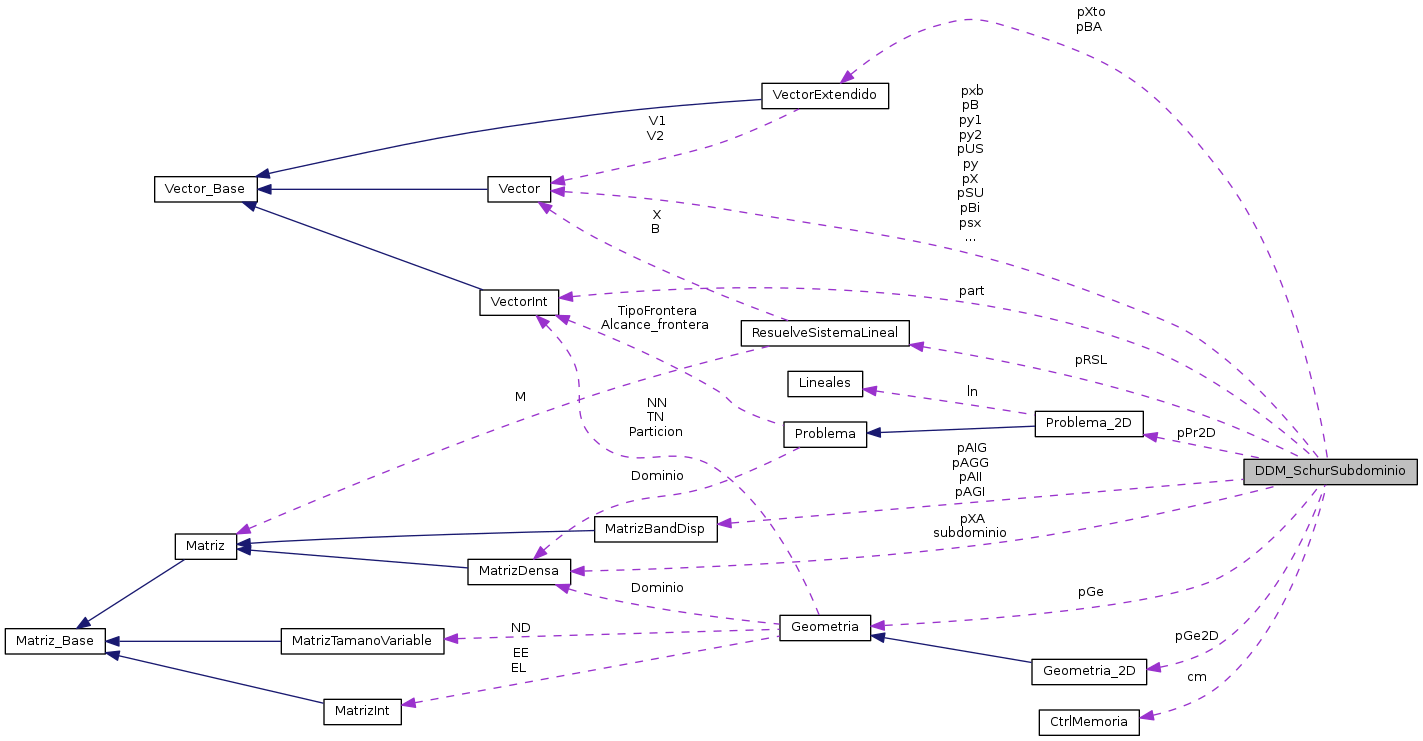 pXto
pBA
VectorExtendido
pxb
pB
py1
py2
pUS
py
pX
pSU
pBi
psx
...
V1
V2
Vector_Base
Vector
X
B
VectorInt
part
TipoFrontera
Alcance_frontera
ResuelveSistemaLineal
pRSL
Lineales
ln
M
NN
TN
Particion
Problema
Problema_2D
pPr2D
DDM_SchurSubdominio
pAIG
pAGG
pAII
pAGI
Dominio
pXA
subdominio
MatrizBandDisp
Matriz
MatrizDensa
Dominio
pGe
Geometria
ND
Matriz_Base
MatrizTamanoVariable
EE
EL
pGe2D
Geometria_2D
cm
MatrizInt
CtrlMemoria